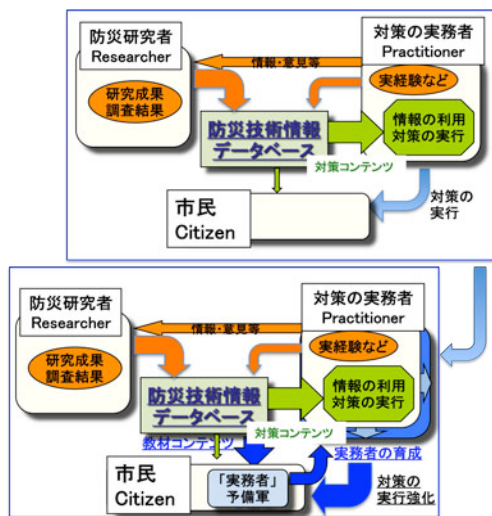 防災研究者
Researcher
対策の実務者
Practitioner
情報・意見等
研究成果
調査結果
実経験など
防災技術情報
データベース
情報の利用
対策の実行
対策コンテンツ
市民
Citizen
対策の
実行
防災研究者
Researcher
対策の実務者
Practitioner
情報・意見等
研究成果
調査結果
実経験など
防災技術情報
データベース
情報の利用
対策の実行
教材コンテンツ
対策コンテンツ
実務者の育成
市民
Citizen
「実務者」
予備軍
対策の
実行強化